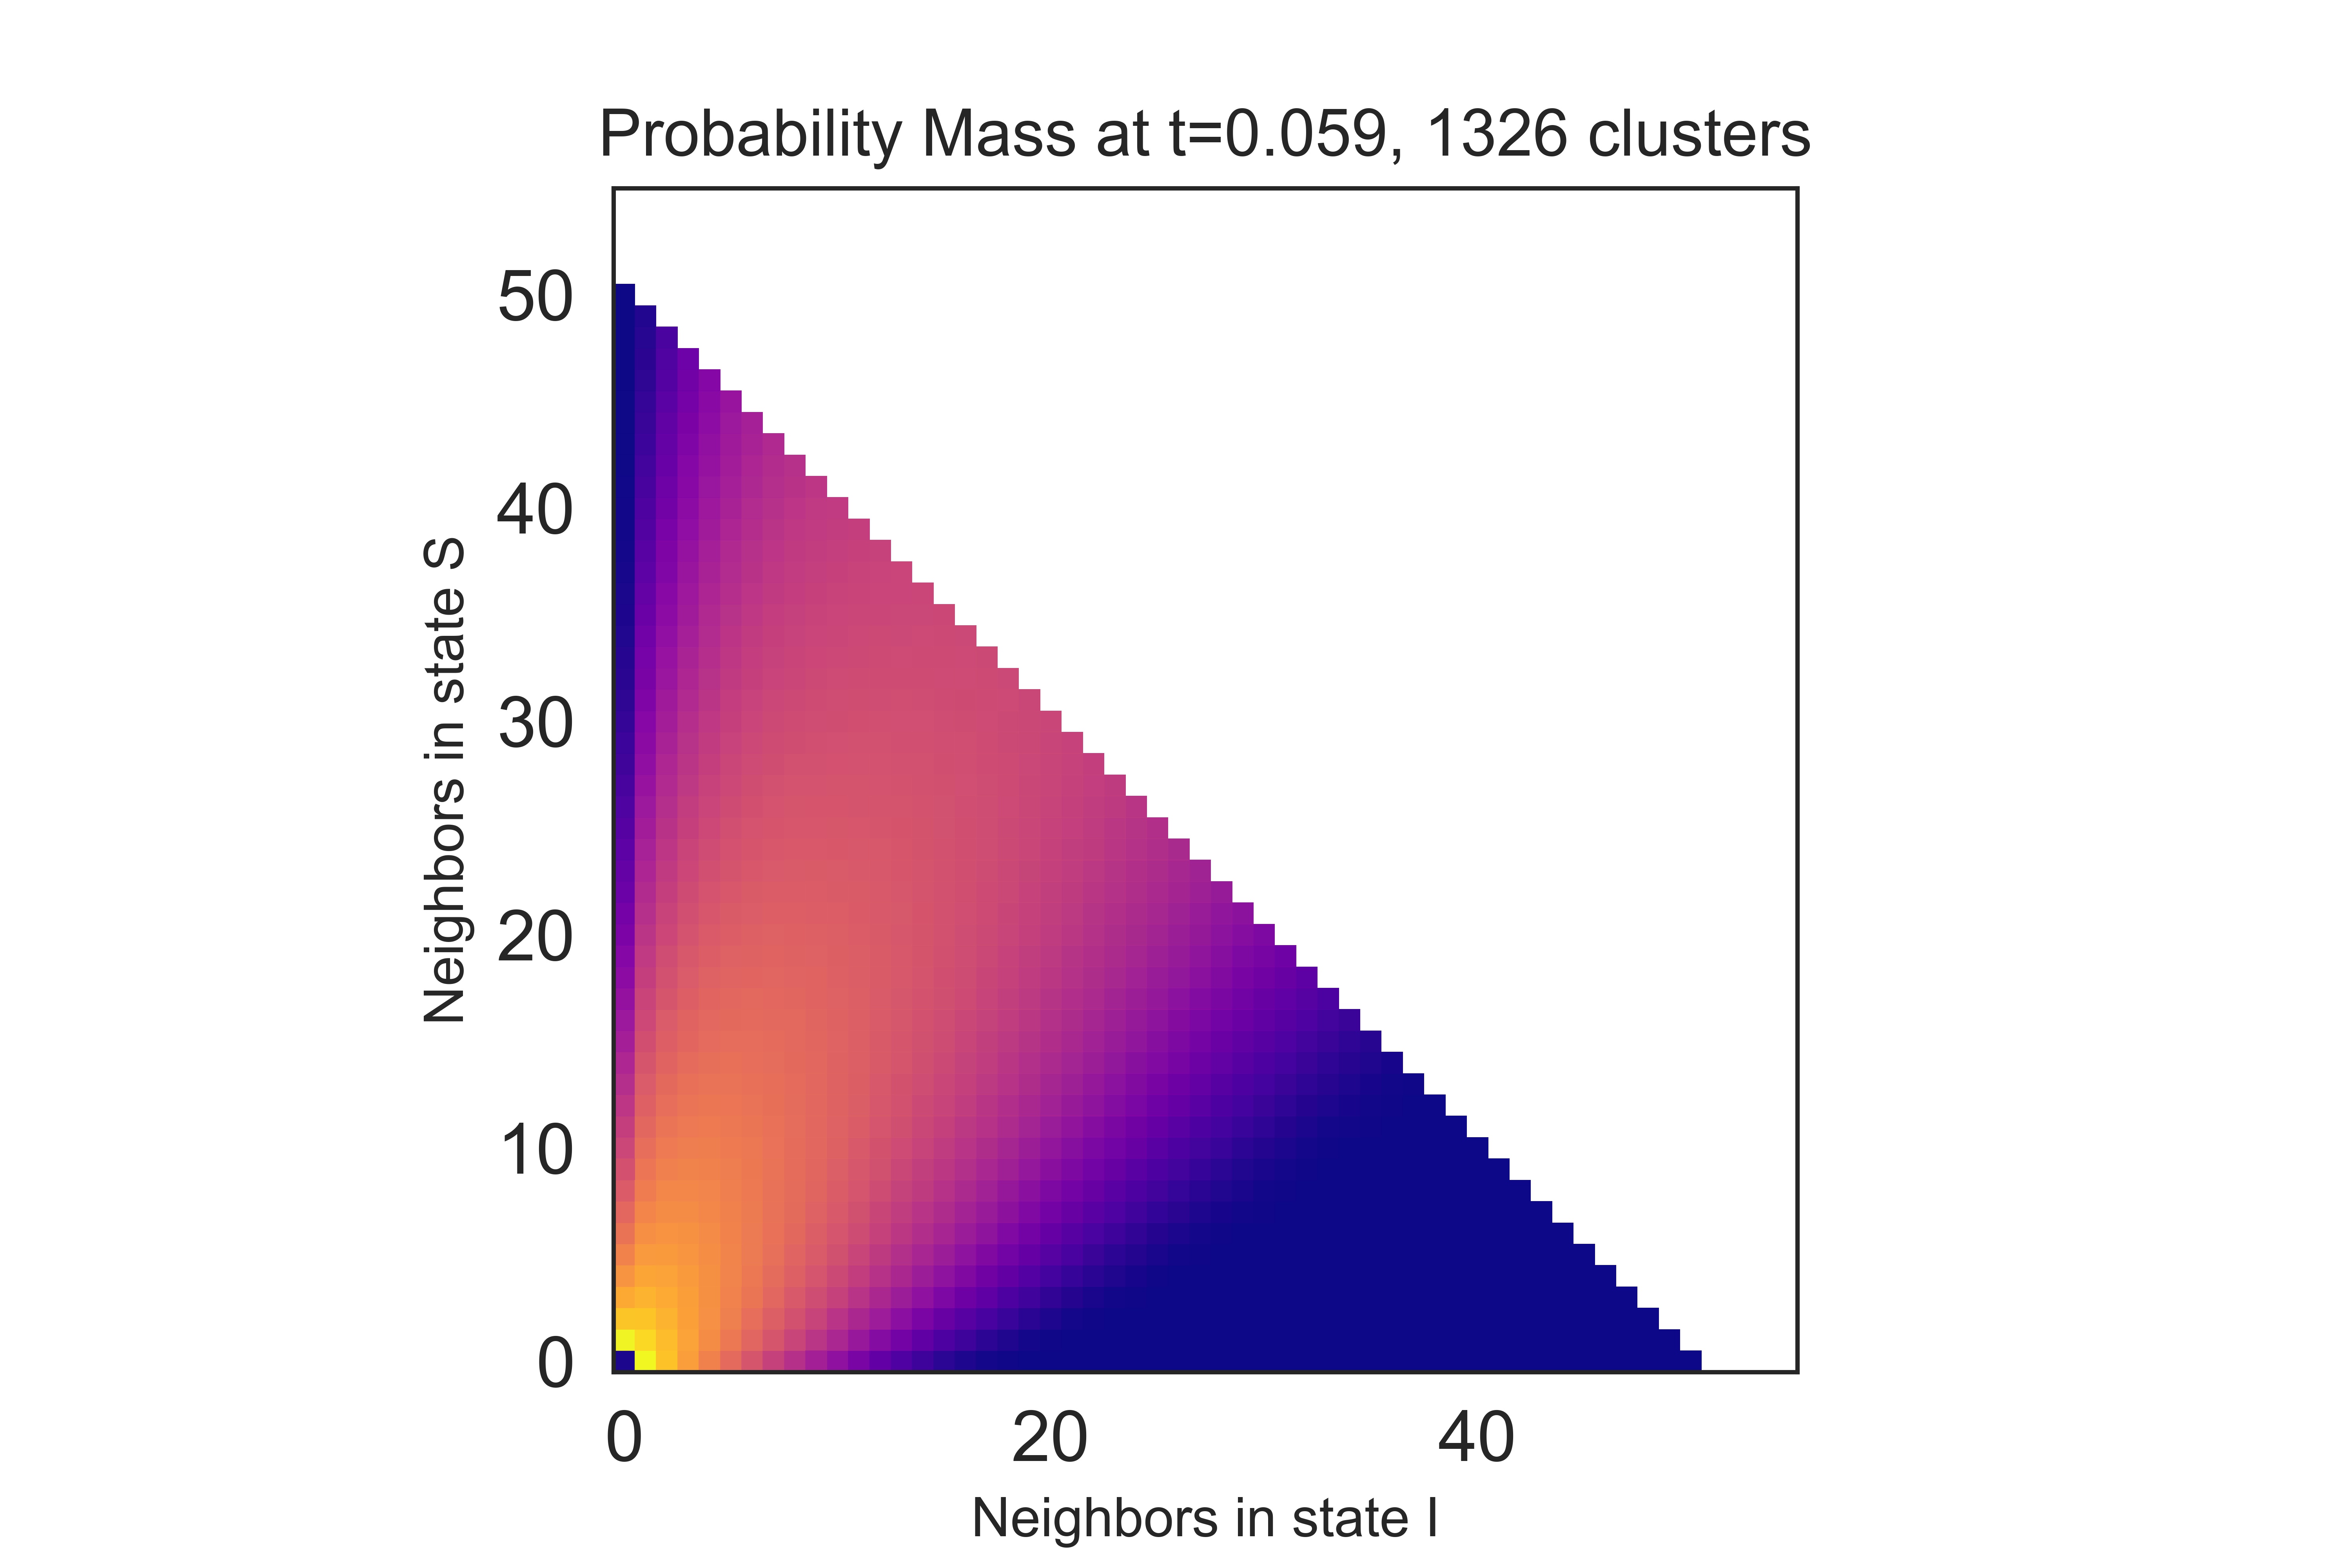 Probability Mass at t=0.059, 1326 clusters
50
40
30
20
10
0
Neighbors in state S
0 20 40
Neighbors in state I